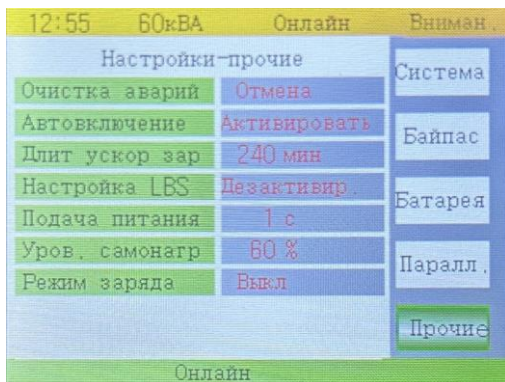 12:55 60кВА Онлайн Вниман.
Настройки-прочие
Очистка аварий Отмена
Автовключение Активировать
Длит ускор зар 240 мин
Настройка LBS Дезактивир.
Подача питания 1 с
Уров. самонагр 60 %
Режим заряда Выкл
Система
Байпас
Батарея
Паралл.
Прочие
Онлайн